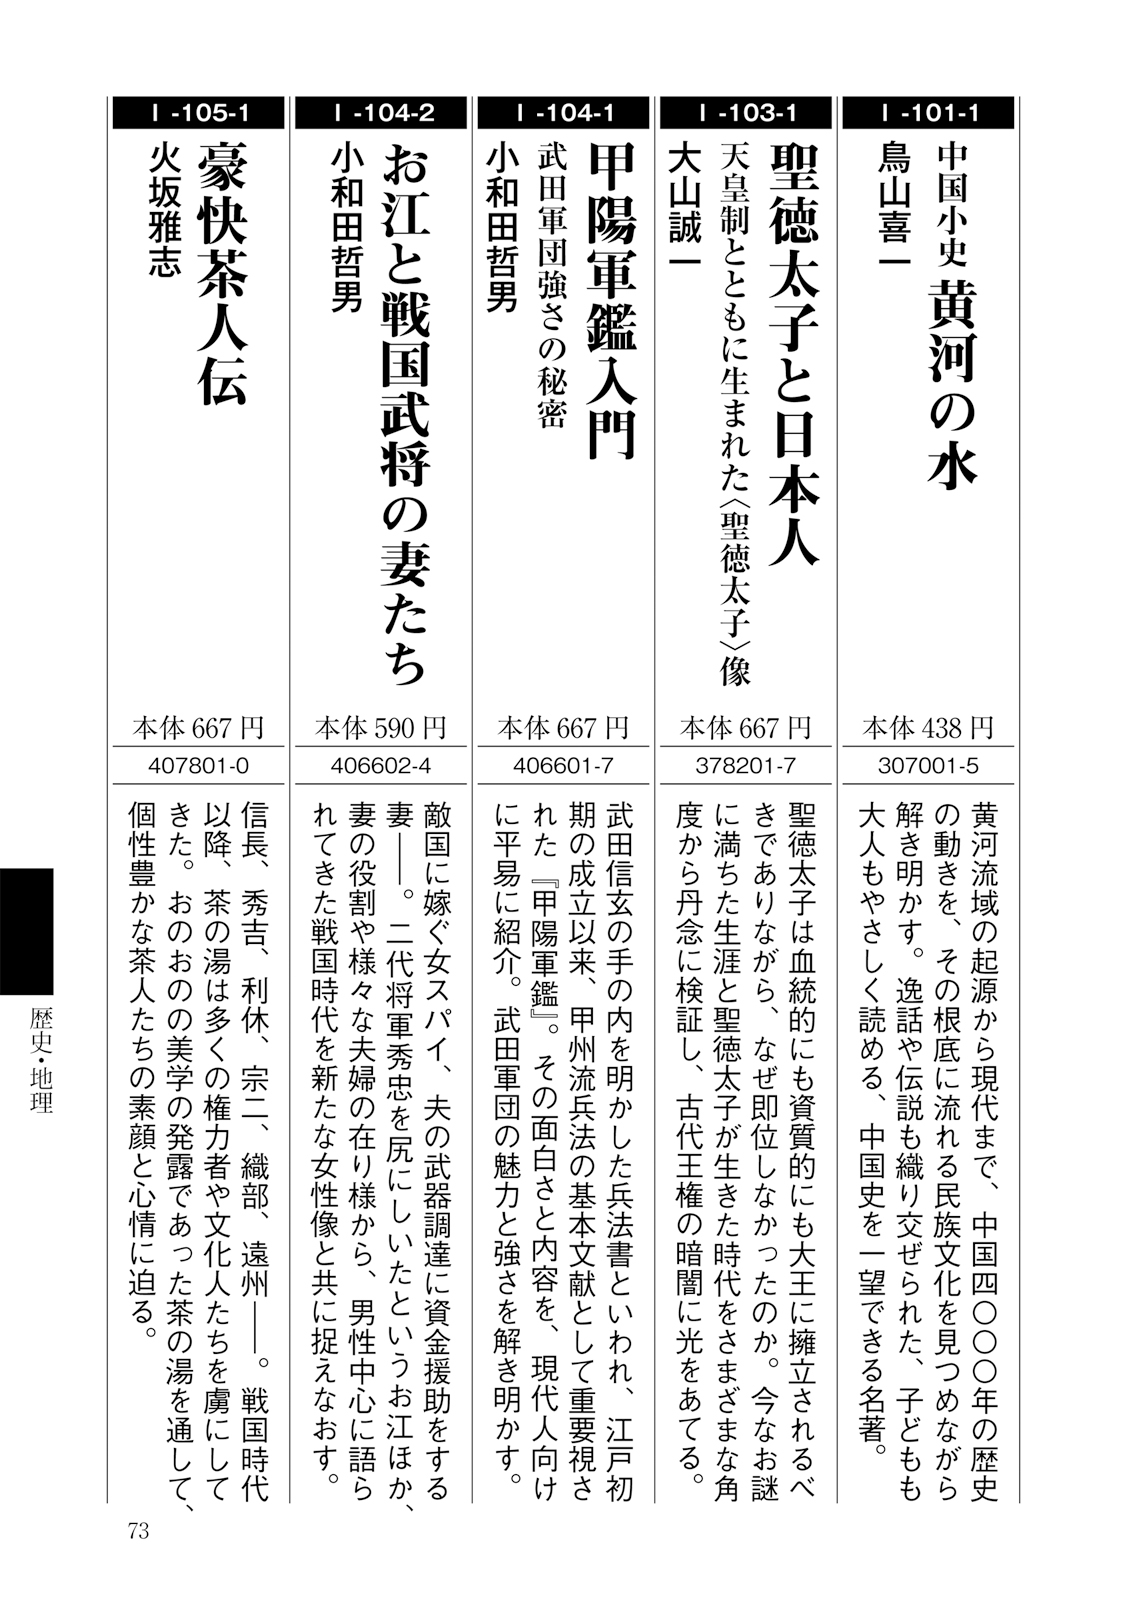 I -101-1
中国小史 黄河の水
鳥山喜一
本体438円
307001-5
黄河流域の起源から現代まで、中国四〇〇〇年の歴史
の動きを、その根底に流れる民族文化を見つめながら
解き明かす。逸話や伝説も織り交ぜられた、子どもも
大人もやさしく読める、中国史を一望できる名著。
I -103-1
聖徳太子と日本人
天皇制とともに生まれた〈聖徳太子〉像
大山誠一
本体667円
378201-7
聖徳太子は血統的にも資質的にも大王に擁立されるべ
きでありながら、なぜ即位しなかったのか。今なお謎
に満ちた生涯と聖徳太子が生きた時代をさまざまな角
度から丹念に検証し、古代王権の暗闇に光をあてる。
I -104-1
甲陽軍鑑入門
武田軍団強さの秘密
小和田哲男
本体667円
406601-7
武田信玄の手の内を明かした兵法書といわれ、江戸初
期の成立以来、甲州流兵法の基本文献として重要視さ
れた『甲陽軍鑑』。その面白さと内容を、現代人向け
に平易に紹介。武田軍団の魅力と強さを解き明かす。
I -104-2
お江と戦国武将の妻たち
小和田哲男
本体590円
406602-4
敵国に嫁ぐ女スパイ、夫の武器調達に資金援助をする
妻――。二代将軍秀忠を尻にしいたというお江ほか、
妻の役割や様々な夫婦の在り様から、男性中心に語ら
れてきた戦国時代を新たな女性像と共に捉えなおす。
I -105-1
豪快茶人伝
火坂雅志
本体667円
407801-0
信長、秀吉、利休、宗二、織部、遠州――。戦国時代
以降、茶の湯は多くの権力者や文化人たちを虜にして
きた。おのおのの美学の発露であった茶の湯を通して、
個性豊かな茶人たちの素顔と心情に迫る。
歴史・地理
73